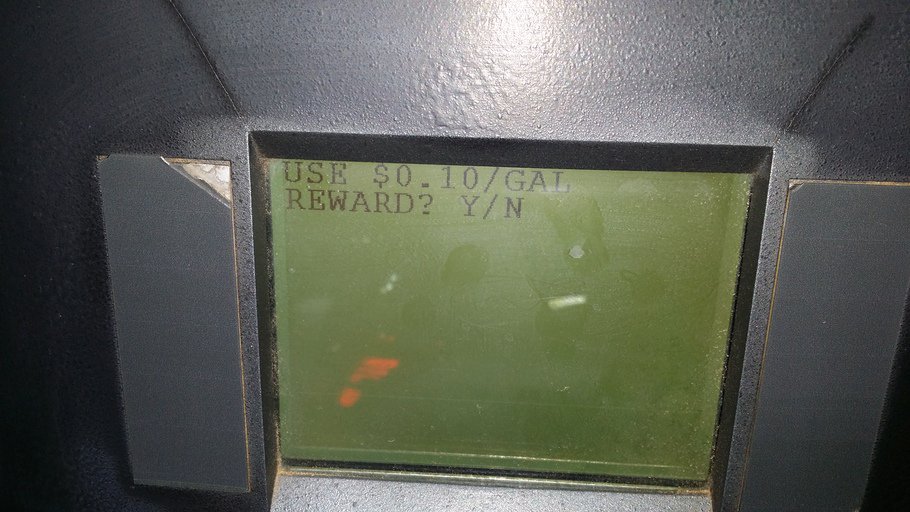 USE $0.10/GAL
REWARD? Y/N